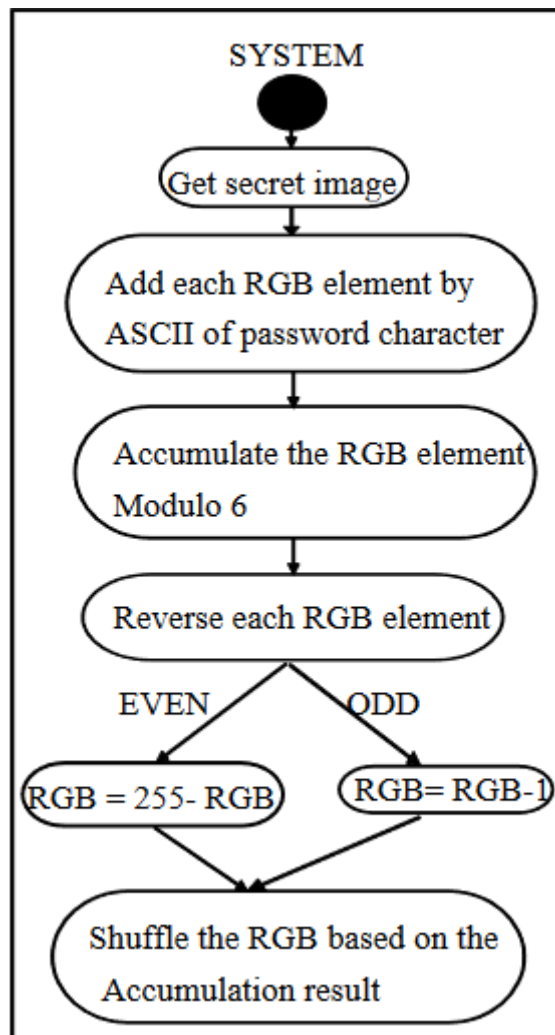 SYSTEM
Get secret image
Add each RGB element by
ASCII of password character
Accumulate the RGB element
Modulo 6
Reverse each RGB element
EVEN
ODD
RGB = 255- RGB
RGB= RGB-1
Shuffle the RGB based on the
Accumulation result